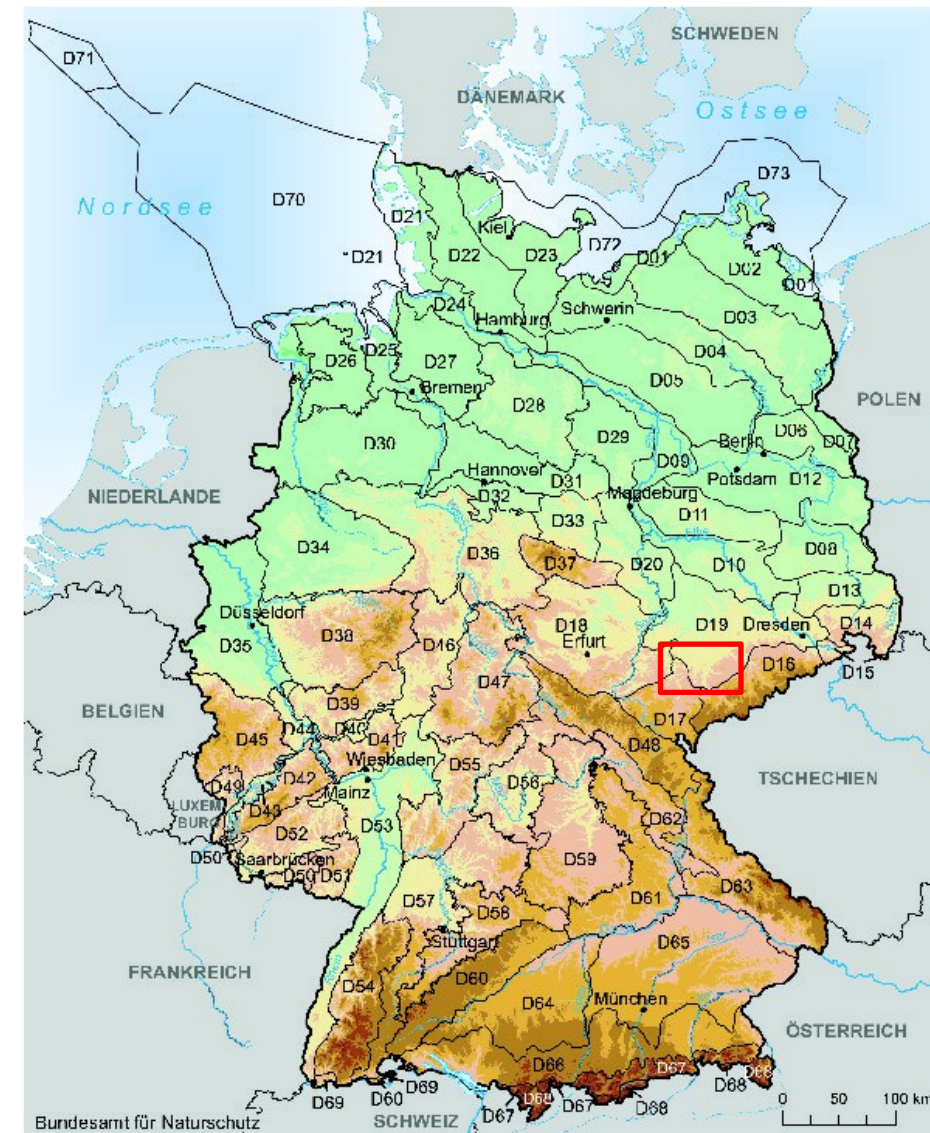 SCHWEDEN
D71
DÄNEMARK
Ostsee
D73
Nordsee
D70
D21
Kiel
D21
D22
D23
D72
D01
D02
D01
D24
Schwerin
Hamburg
D03
D26
D25
D27
D04
D05
Bremen
POLEN
D28
D30
D29
Berlin
D06
D07
D09
Hannover
D31
Potsdam
D12
NIEDERLANDE
D32
Magdeburg
D11
D33
Elbe
D34
D36
D37
D20
D10
D08
D13
Düsseldorf
D18
D19
Dresden
D14
D38
D46
Erfurt
D35
D16
D15
D47
D39
D17
BELGIEN
D44
D40
D41
D48
D45
Wiesbaden
D55
D56
TSCHECHIEN
D49
D42
Mainz
LUXEM
BURG
D43
D53
D52
D62
D50
Saarbrücken
D59
D50
D51
D57
D61
D63
D58
Stuttgart
D65
D60
FRANKREICH
D54
D64
München
ÖSTERREICH
D66
D67
D68
D69
D60
D69
D68
D68
D67
D67
D68
0 50 100 km
Bundesamt für Naturschutz
SCHWEIZ